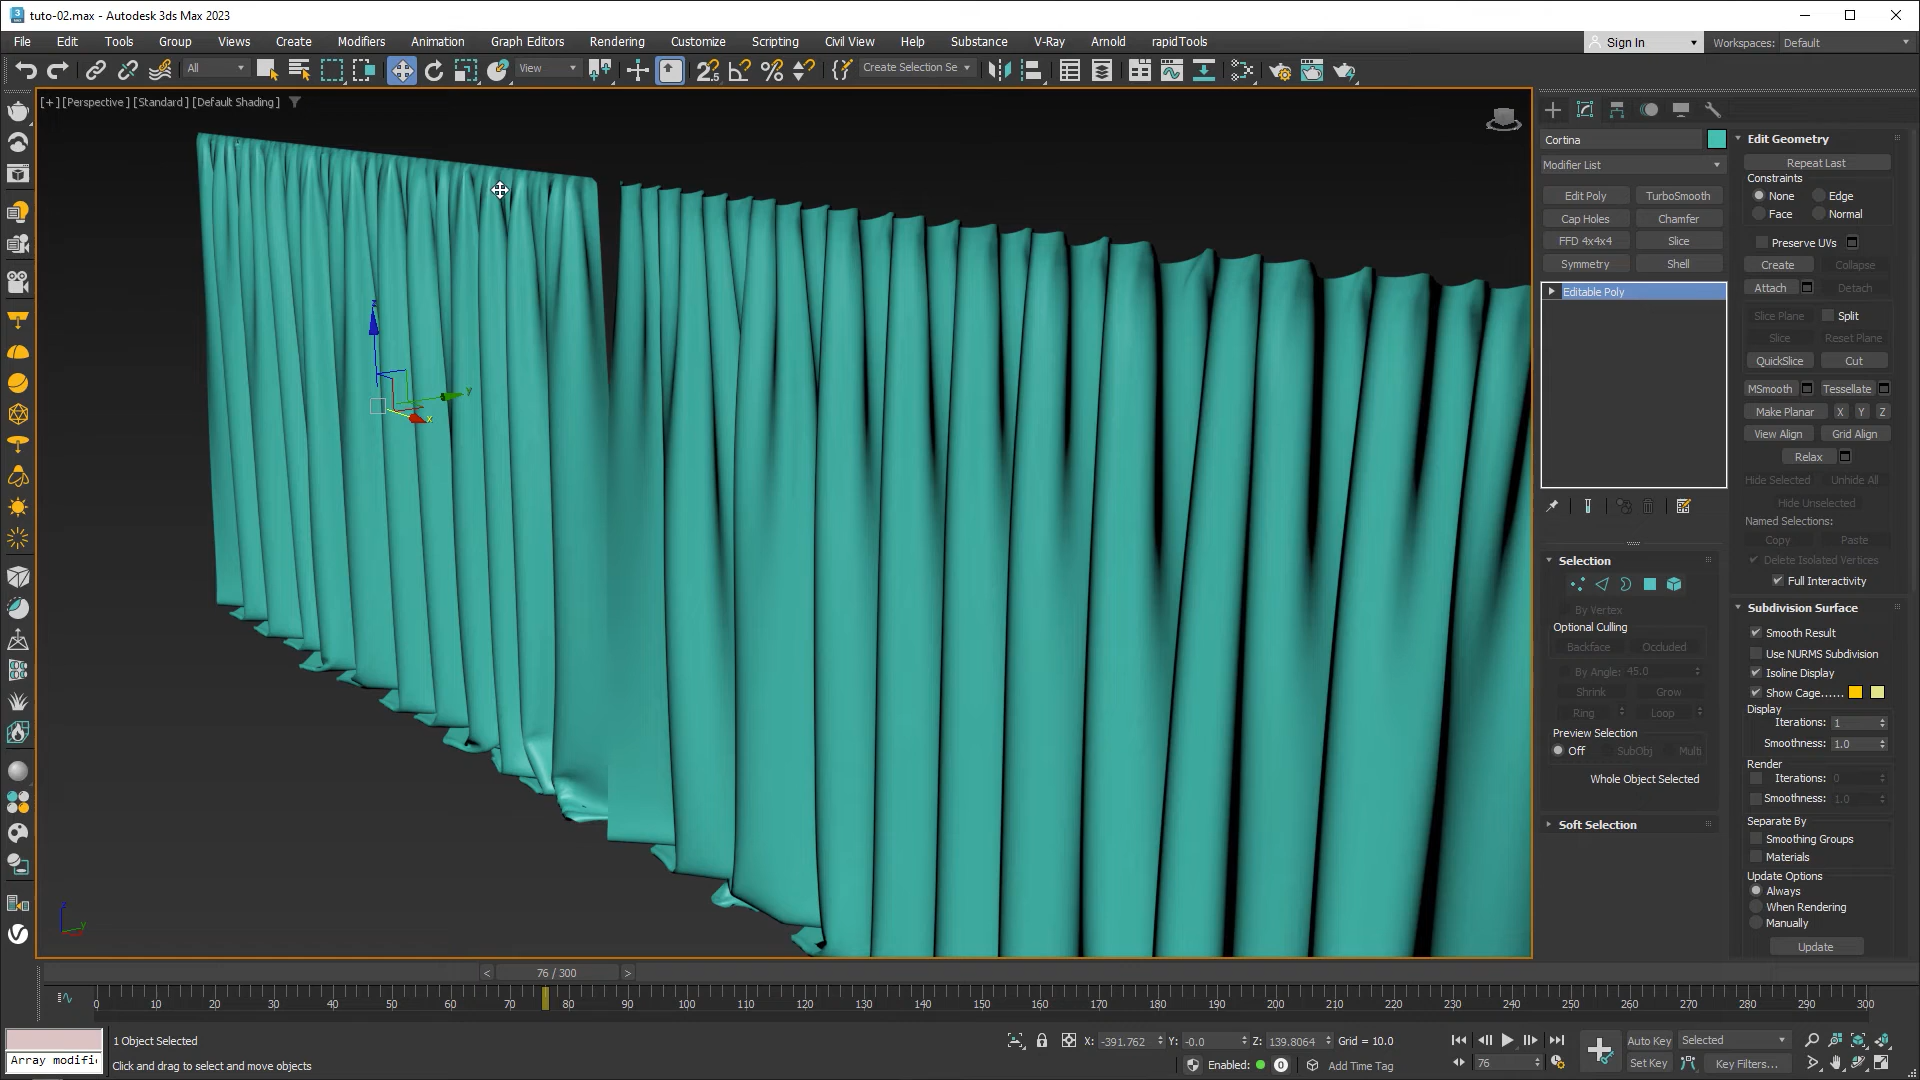 tuto-02.max - Autodesk 3ds Max 2023
File Edit Tools Group Views Create Modifiers Animation Graph Editors Rendering Customize Scripting Civil View Help Substance V-Ray Arnold rapidTools
Sign In Workspaces: Default
All View Create Selection Se
[+] [Perspective ] [Standard ] [Default Shading ]
Cortina
Modifier List
Edit Poly TurboSmooth
Cap Holes Chamfer
FFD 4x4x4 Slice
Symmetry Shell
Editable Poly
Selection
By Vertex
Optional Culling
Backface Occluded
By Angle: 45.0
Shrink Grow
Ring Loop
Preview Selection
Off SubObj Multi
Whole Object Selected
Soft Selection
Edit Geometry
Repeat Last
Constraints
None Edge
Face Normal
Preserve UVs
Create Collapse
Attach Detach
Slice Plane Split
Slice Reset Plane
QuickSlice Cut
MSmooth Tessellate
Make Planar X Y Z
View Align Grid Align
Relax
Hide Selected Unhide All
Hide Unselected
Named Selections:
Copy Paste
Delete Isolated Vertices
Full Interactivity
Subdivision Surface
Smooth Result
Use NURMS Subdivision
Isoline Display
Show Cage......
Display
Iterations: 1
Smoothness: 1.0
Render
Iterations: 0
Smoothness: 1.0
Separate By
Smoothing Groups
Materials
Update Options
Always
When Rendering
Manually
Update
z
y
x
z
y
< 76 / 300 >
0 10 20 30 40 50 60 70 80 90 100 110 120 130 140 150 160 170 180 190 200 210 220 230 240 250 260 270 280 290 300
1 Object Selected
X: -391.762 Y: -0.0 Z: 139.8064 Grid = 10.0
Auto Key Selected
Array modifi
Click and drag to select and move objects
Enabled: 0 Add Time Tag
76
Set Key Key Filters...